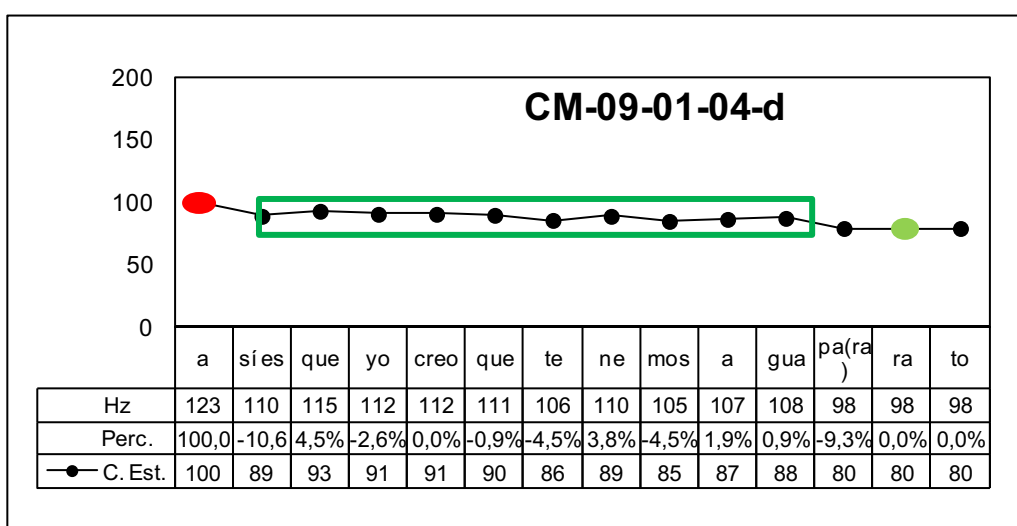 CM-09-01-04-d
200
150
100
50
0
a sí es que yo creo que te ne mos a gua pa(ra) ra to
Hz 123 110 115 112 112 111 106 110 105 107 108 98 98 98
Perc. 100,0 -10,6 4,5% -2,6% 0,0% -0,9% -4,5% 3,8% -4,5% 1,9% 0,9% -9,3% 0,0% 0,0%
C. Est. 100 89 93 91 91 90 86 89 85 87 88 80 80 80